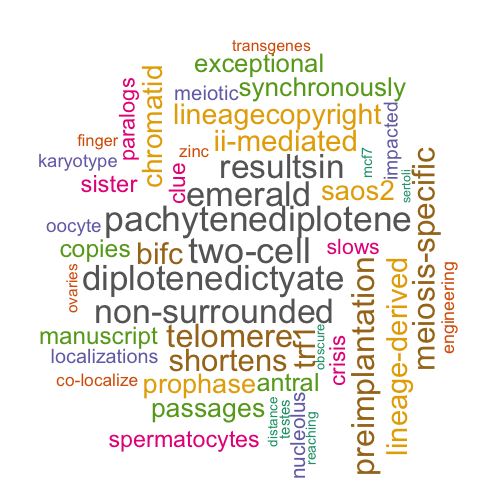 transgenes
exceptional
synchronously
meiotic
lineagecopyright
paralogs
chromatid
ii-mediated
impacted
finger
zinc
mcf7
karyotype
resultsin
sister
clue
emerald
saos2
sertoli
meiosis-specific
pachytenediplotene
oocyte
copies
bifc
two-cell
slows
ovaries
diplotenedictyate
non-surrounded
preimplantation
lineage-derived
engineering
manuscript
telomere
trf1
obscure
crisis
localizations
shortens
co-localize
prophase
antral
passages
nucleolus
distance
testes
reaching
spermatocytes